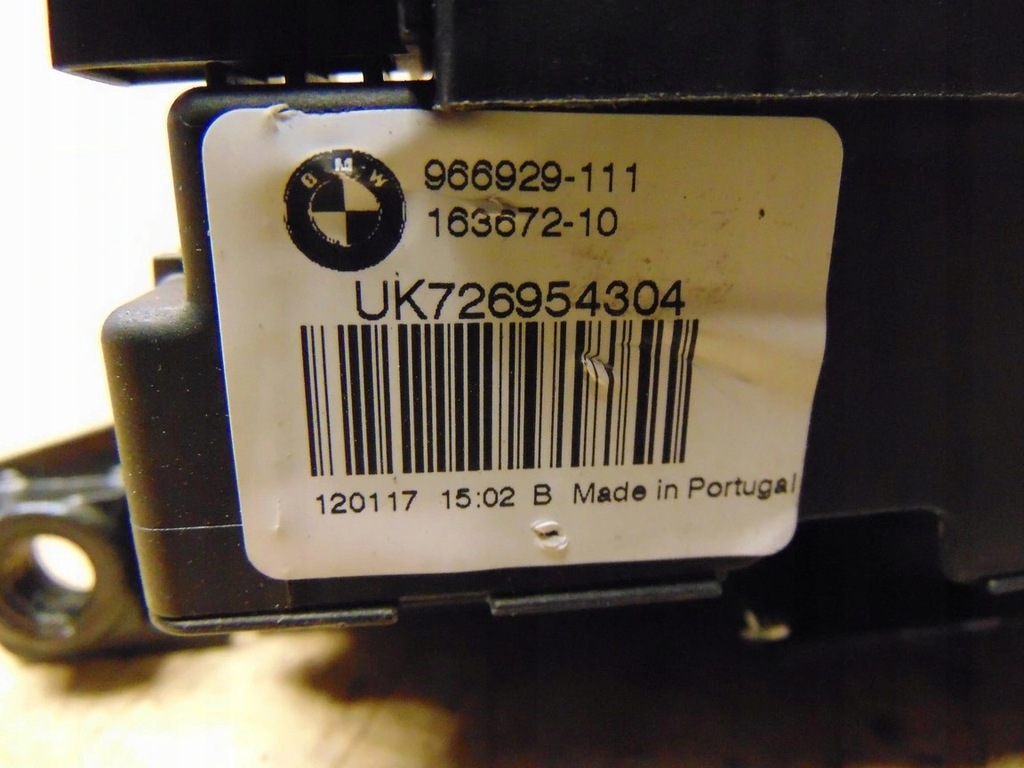 BMW
966929-111
163672-10
UK726954304
120117 15:02 B Made in Portugal